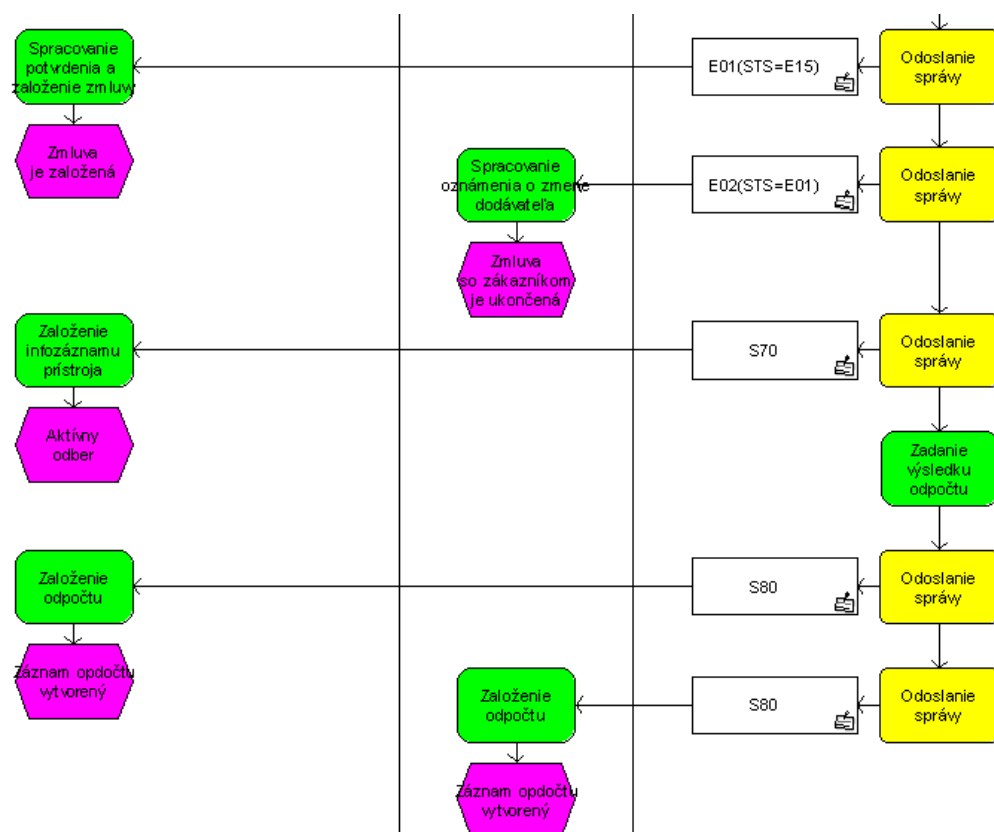 Spracovanie
potvrdenia a
založenie zmluvy
E01(STS=E15)
Odoslanie
správy
Zmluva
je založená
Spracovanie
oznámenia o zmene
dodávateľa
E02(STS=E01)
Odoslanie
správy
Zmluva
so zákazníkom
je ukončená
Založenie
infozáznamu
prístroja
S70
Odoslanie
správy
Aktívny
odber
Zadanie
výsledku
odpočtu
Založenie
odpočtu
S80
Odoslanie
správy
Záznam opdočtu
vytvorený
Založenie
odpočtu
S80
Odoslanie
správy
Záznam opdočtu
vytvorený